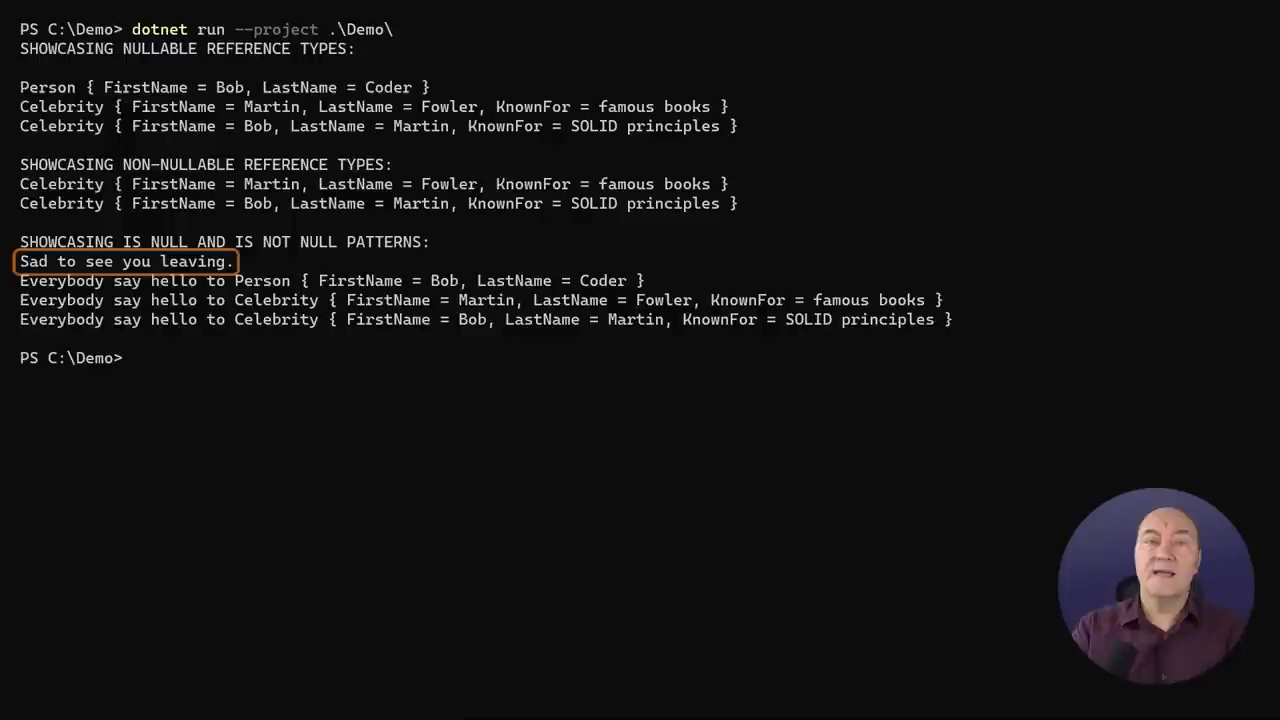 PS C:\Demo> dotnet run --project .\Demo\
SHOWCASING NULLABLE REFERENCE TYPES:
Person { FirstName = Bob, LastName = Coder }
Celebrity { FirstName = Martin, LastName = Fowler, KnownFor = famous books }
Celebrity { FirstName = Bob, LastName = Martin, KnownFor = SOLID principles }
SHOWCASING NON-NULLABLE REFERENCE TYPES:
Celebrity { FirstName = Martin, LastName = Fowler, KnownFor = famous books }
Celebrity { FirstName = Bob, LastName = Martin, KnownFor = SOLID principles }
SHOWCASING IS NULL AND IS NOT NULL PATTERNS:
Sad to see you leaving.
Everybody say hello to Person { FirstName = Bob, LastName = Coder }
Everybody say hello to Celebrity { FirstName = Martin, LastName = Fowler, KnownFor = famous books }
Everybody say hello to Celebrity { FirstName = Bob, LastName = Martin, KnownFor = SOLID principles }
PS C:\Demo>